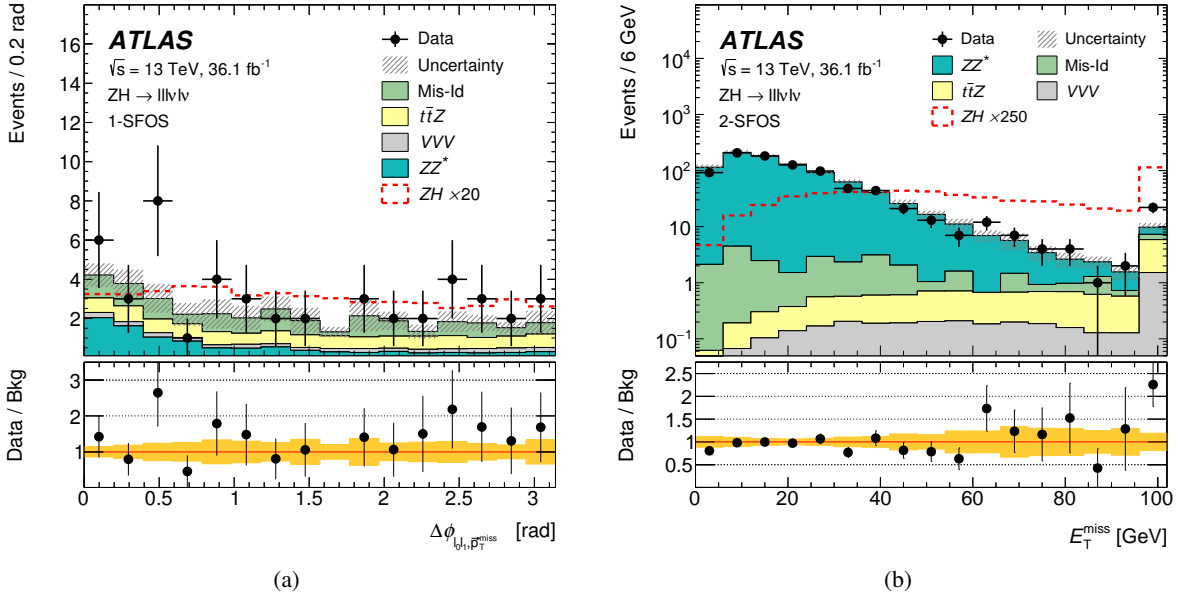 Events / 0.2 rad
18
16
14
12
10
8
6
4
2
ATLAS
√s = 13 TeV, 36.1 fb⁻¹
ZH → lllνlν
1-SFOS
Data
Uncertainty
Mis-Id
tt̄Z
VVV
ZZ*
ZH ×20
Data / Bkg
3
2
1
0 0.5 1 1.5 2 2.5 3
Δϕ l₀l₁,p⃗ᵀᵐⁱˢˢ [rad]
(a)
Events / 6 GeV
10⁴
10³
10²
10
1
10⁻¹
ATLAS
√s = 13 TeV, 36.1 fb⁻¹
ZH → lllνlν
2-SFOS
Data Uncertainty
ZZ* Mis-Id
tt̄Z VVV
ZH ×250
Data / Bkg
2.5
2
1.5
1
0.5
0 20 40 60 80 100
E_T^miss [GeV]
(b)